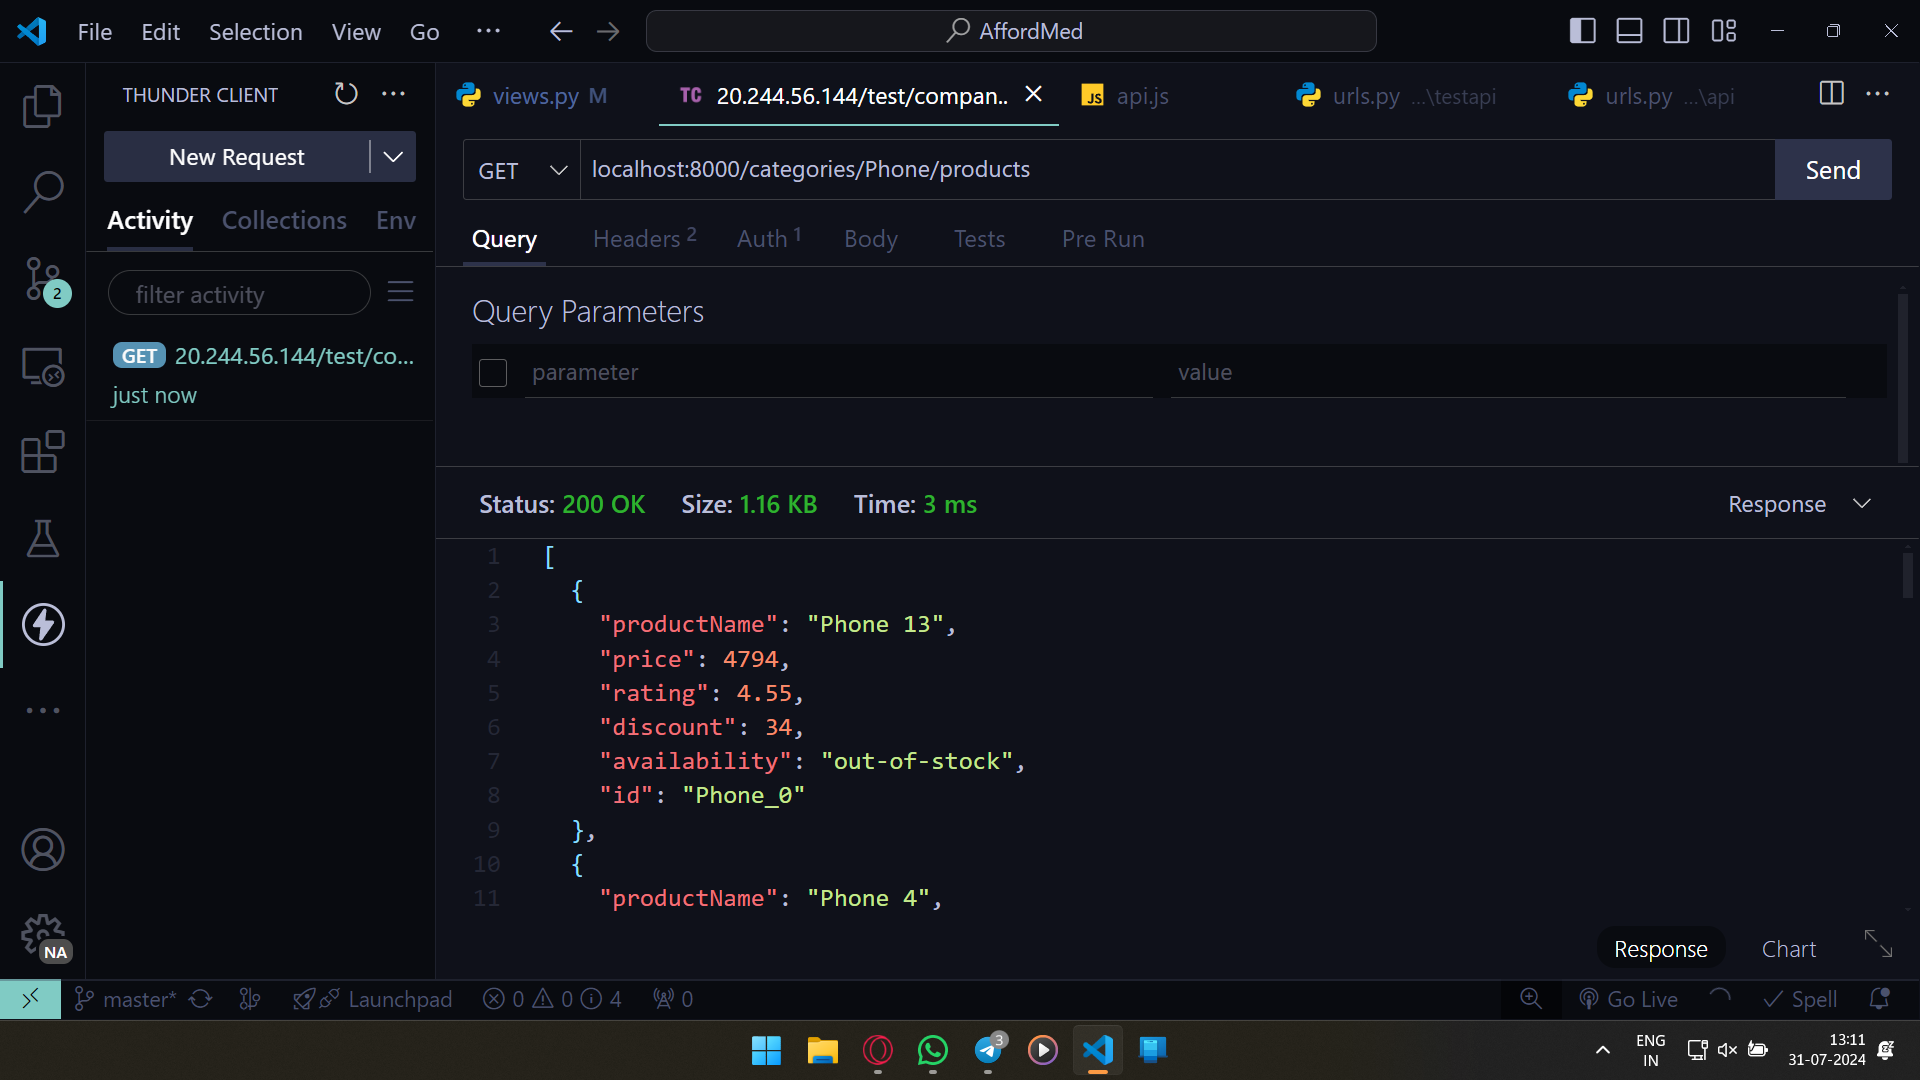 File Edit Selection View Go ··· AffordMed
THUNDER CLIENT ···
New Request
Activity Collections Env
filter activity
GET 20.244.56.144/test/co...
just now
2
NA
views.py M
TC 20.244.56.144/test/compan..
JS api.js
urls.py ...\testapi
urls.py ...\api
GET localhost:8000/categories/Phone/products Send
Query Headers 2 Auth 1 Body Tests Pre Run
Query Parameters
parameter value
Status: 200 OK Size: 1.16 KB Time: 3 ms Response
1 [
2 {
3 "productName": "Phone 13",
4 "price": 4794,
5 "rating": 4.55,
6 "discount": 34,
7 "availability": "out-of-stock",
8 "id": "Phone_0"
9 },
10 {
11 "productName": "Phone 4",
Response Chart
master* Launchpad 0 0 4 0 Go Live Spell
3
ENG
IN
13:11
31-07-2024